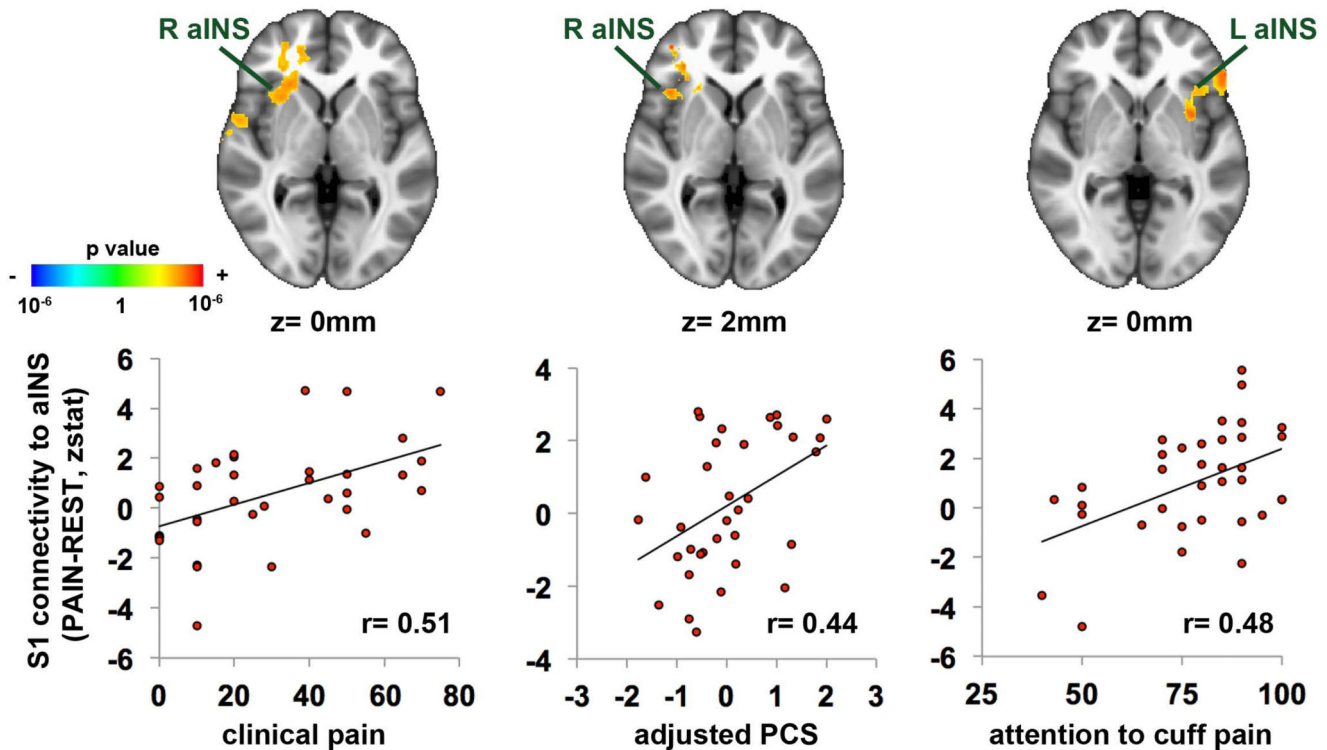 R aINS
R aINS
L aINS
p value
- +
10-6 1 10-6
z= 0mm
z= 2mm
z= 0mm
S1 connectivity to aINS
(PAIN-REST, zstat)
6
4
2
0
-2
-4
-6
0 20 40 60 80
r= 0.51
clinical pain
4
2
0
-2
-4
-3 -2 -1 0 1 2 3
r= 0.44
adjusted PCS
6
4
2
0
-2
-4
-6
25 50 75 100
r= 0.48
attention to cuff pain